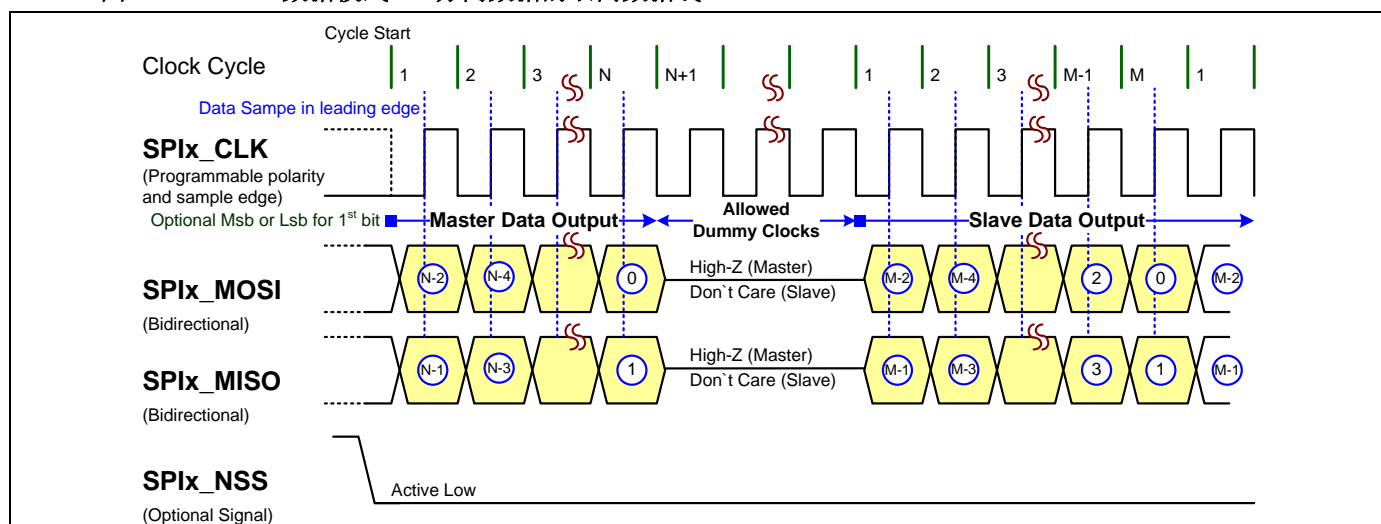 Cycle Start
Clock Cycle 1 2 3 N N+1 1 2 3 M-1 M 1
Data Sampe in leading edge
SPIx_CLK
(Programmable polarity
and sample edge)
Optional Msb or Lsb for 1st bit
Master Data Output
Allowed
Dummy Clocks
Slave Data Output
SPIx_MOSI
(Bidirectional)
N-2 N-4 0 High-Z (Master) M-2 M-4 2 0 M-2
Don`t Care (Slave)
SPIx_MISO
(Bidirectional)
N-1 N-3 1 High-Z (Master) M-1 M-3 3 1 M-1
Don`t Care (Slave)
SPIx_NSS
(Optional Signal)
Active Low